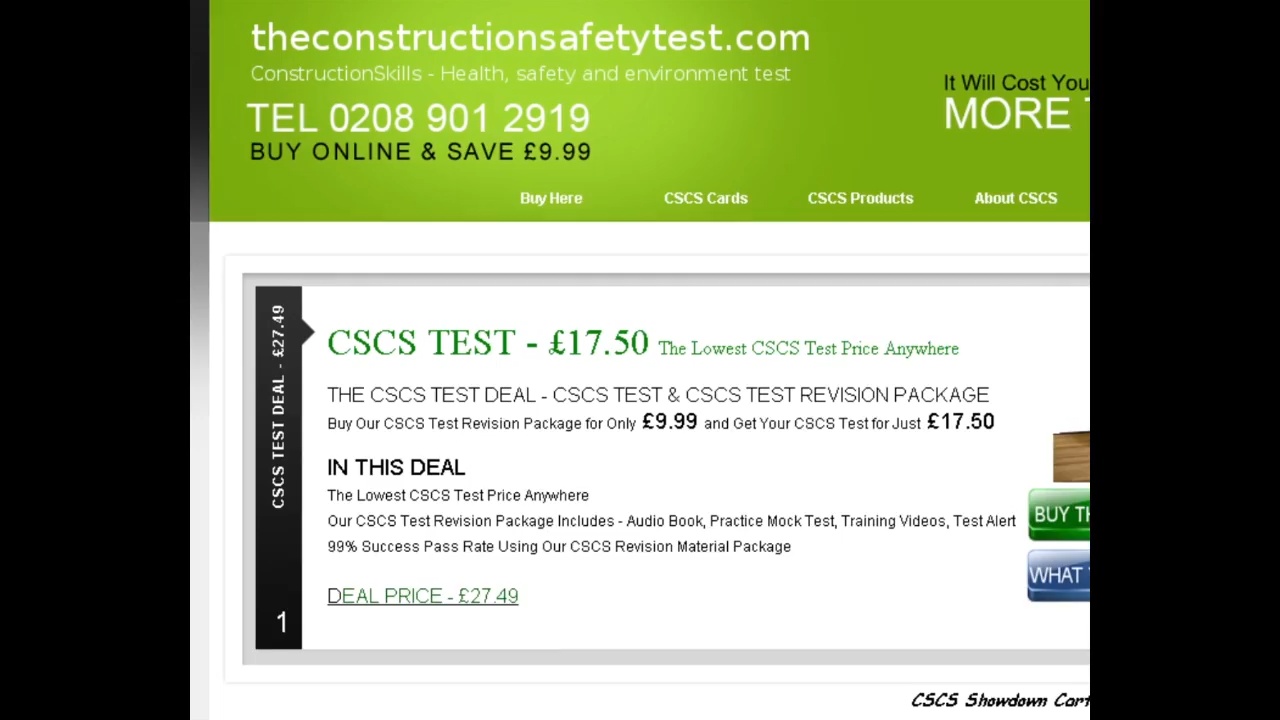 theconstructionsafetytest.com
ConstructionSkills - Health, safety and environment test
TEL 0208 901 2919
BUY ONLINE & SAVE £9.99
It Will Cost You
MORE
Buy Here CSCS Cards CSCS Products About CSCS
CSCS TEST DEAL - £27.49
1
CSCS TEST - £17.50 The Lowest CSCS Test Price Anywhere
THE CSCS TEST DEAL - CSCS TEST & CSCS TEST REVISION PACKAGE
Buy Our CSCS Test Revision Package for Only £9.99 and Get Your CSCS Test for Just £17.50
IN THIS DEAL
The Lowest CSCS Test Price Anywhere
Our CSCS Test Revision Package Includes - Audio Book, Practice Mock Test, Training Videos, Test Alert
99% Success Pass Rate Using Our CSCS Revision Material Package
DEAL PRICE - £27.49
BUY
WHAT
CSCS Showdown